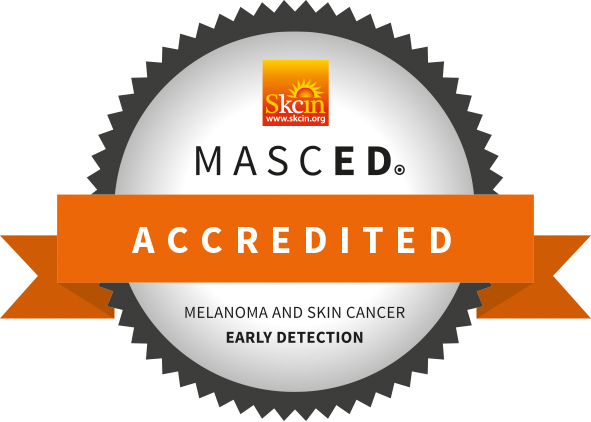 Skcin
www.skcin.org
MASCED®
ACCREDITED
MELANOMA AND SKIN CANCER
EARLY DETECTION